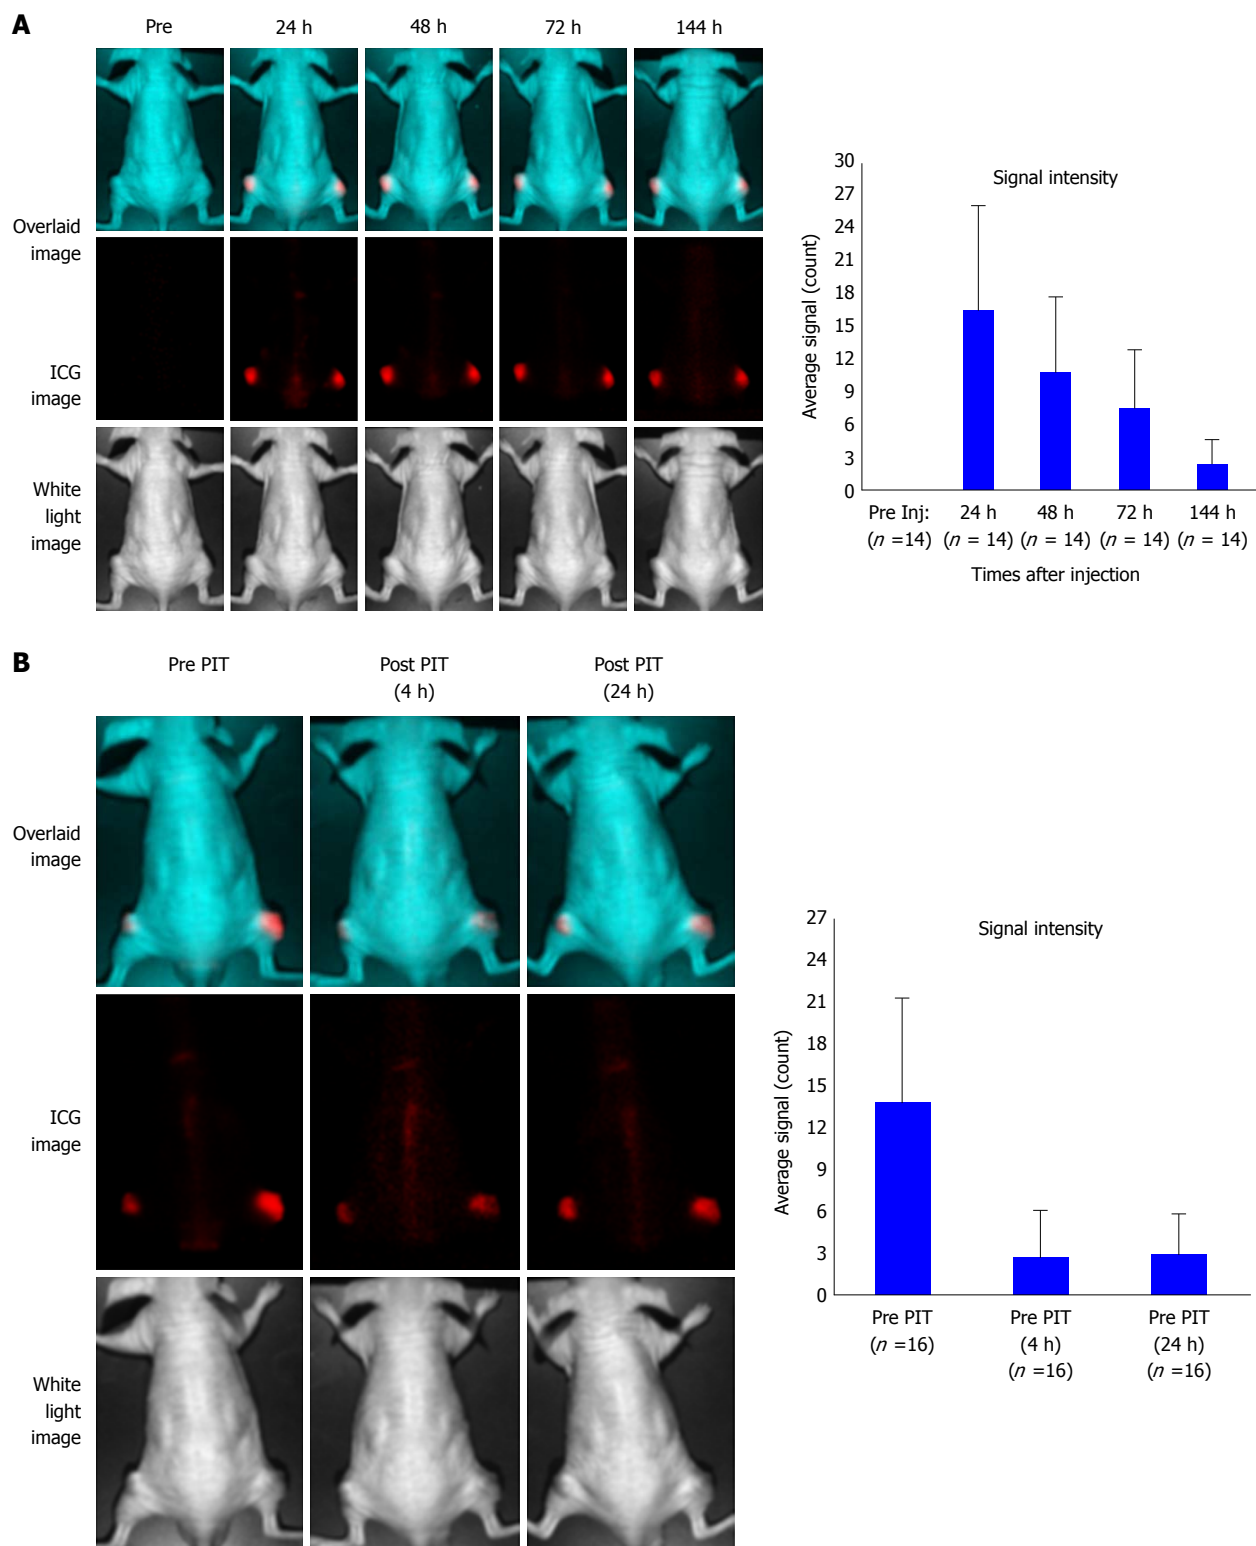 A
Pre 24 h 48 h 72 h 144 h
Overlaid
image
ICG
image
White
light
image
Signal intensity
Average signal (count)
30
27
24
21
18
15
12
9
6
3
0
Pre Inj: 24 h 48 h 72 h 144 h
(n =14) (n = 14) (n = 14) (n = 14) (n = 14)
Times after injection
B
Pre PIT Post PIT Post PIT
(4 h) (24 h)
Overlaid
image
ICG
image
White
light
image
Signal intensity
Average signal (count)
27
24
21
18
15
12
9
6
3
0
Pre PIT Pre PIT Pre PIT
(n =16) (4 h) (24 h)
(n =16) (n =16)